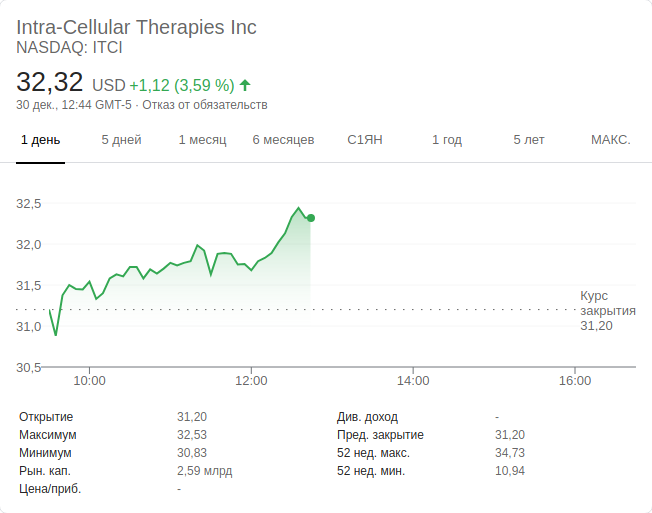 Intra-Cellular Therapies Inc
NASDAQ: ITCI
32,32 USD +1,12 (3,59 %)
30 дек., 12:44 GMT-5 · Отказ от обязательств
1 день 5 дней 1 месяц 6 месяцев С1ЯН 1 год 5 лет МАКС.
32,5
32,0
31,5
31,0
30,5
Курс
закрытия
31,20
10:00 12:00 14:00 16:00
Открытие 31,20 Див. доход -
Максимум 32,53 Пред. закрытие 31,20
Минимум 30,83 52 нед. макс. 34,73
Рын. кап. 2,59 млрд 52 нед. мин. 10,94
Цена/приб. -